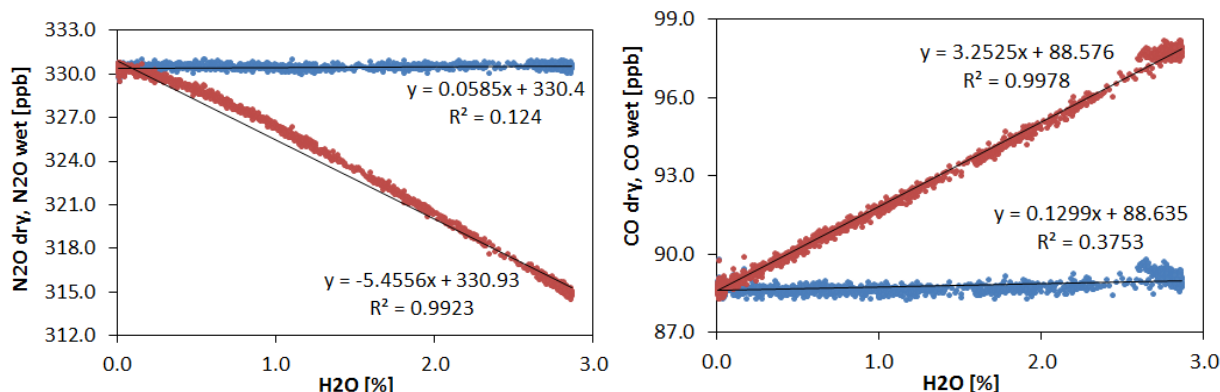 N2O dry, N2O wet [ppb]
333.0
330.0
327.0
324.0
321.0
318.0
315.0
312.0
y = 0.0585x + 330.4
R² = 0.124
y = -5.4556x + 330.93
R² = 0.9923
0.0 1.0 2.0 3.0
H2O [%]
CO dry, CO wet [ppb]
99.0
96.0
93.0
90.0
87.0
y = 3.2525x + 88.576
R² = 0.9978
y = 0.1299x + 88.635
R² = 0.3753
0.0 1.0 2.0 3.0
H2O [%]